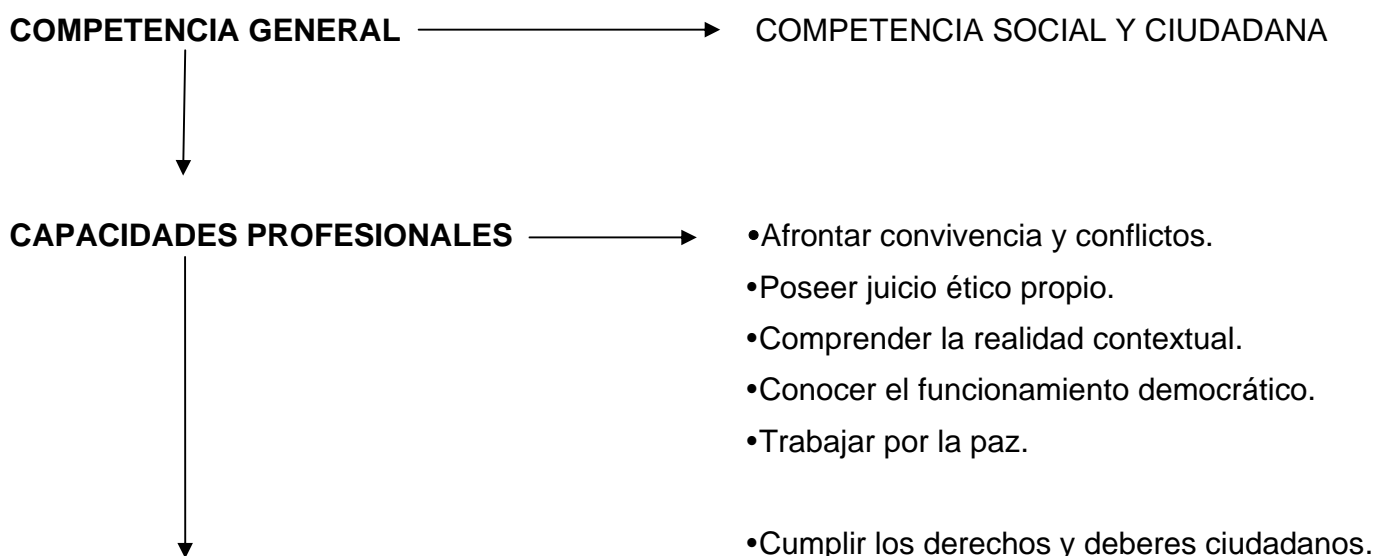 COMPETENCIA GENERAL COMPETENCIA SOCIAL Y CIUDADANA
CAPACIDADES PROFESIONALES •Afrontar convivencia y conflictos.
•Poseer juicio ético propio.
•Comprender la realidad contextual.
•Conocer el funcionamiento democrático.
•Trabajar por la paz.
•Cumplir los derechos y deberes ciudadanos.